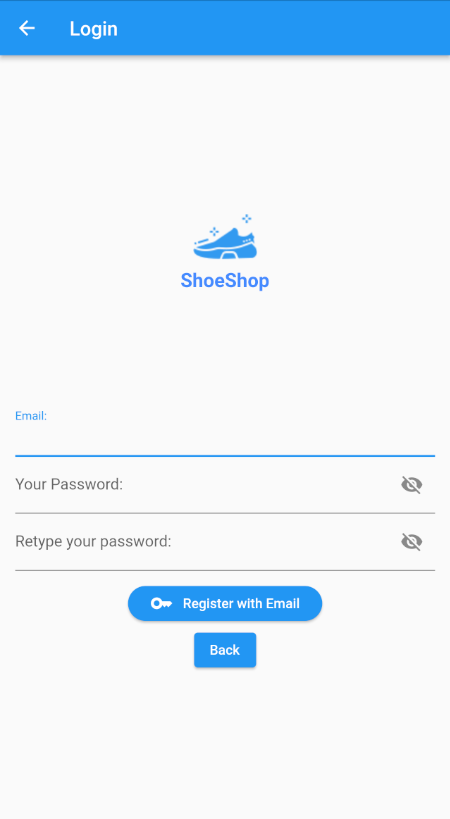 Login
ShoeShop
Email:
Your Password:
Retype your password:
Register with Email
Back